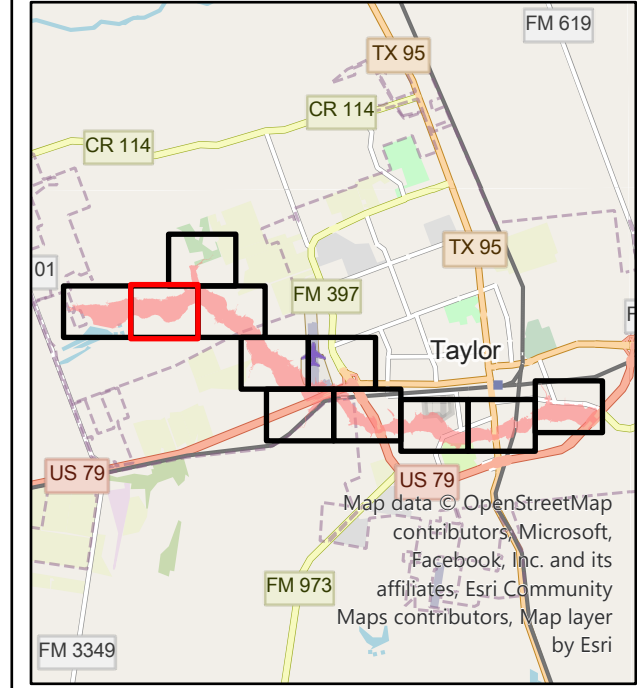 FM 619
TX 95
CR 114
CR 114
TX 95
01
FM 397
F
Taylor
US 79
US 79
Map data © OpenStreetMap
contributors, Microsoft,
Facebook, Inc. and its
affiliates, Esri Community
Maps contributors, Map layer
by Esri
FM 973
FM 3349